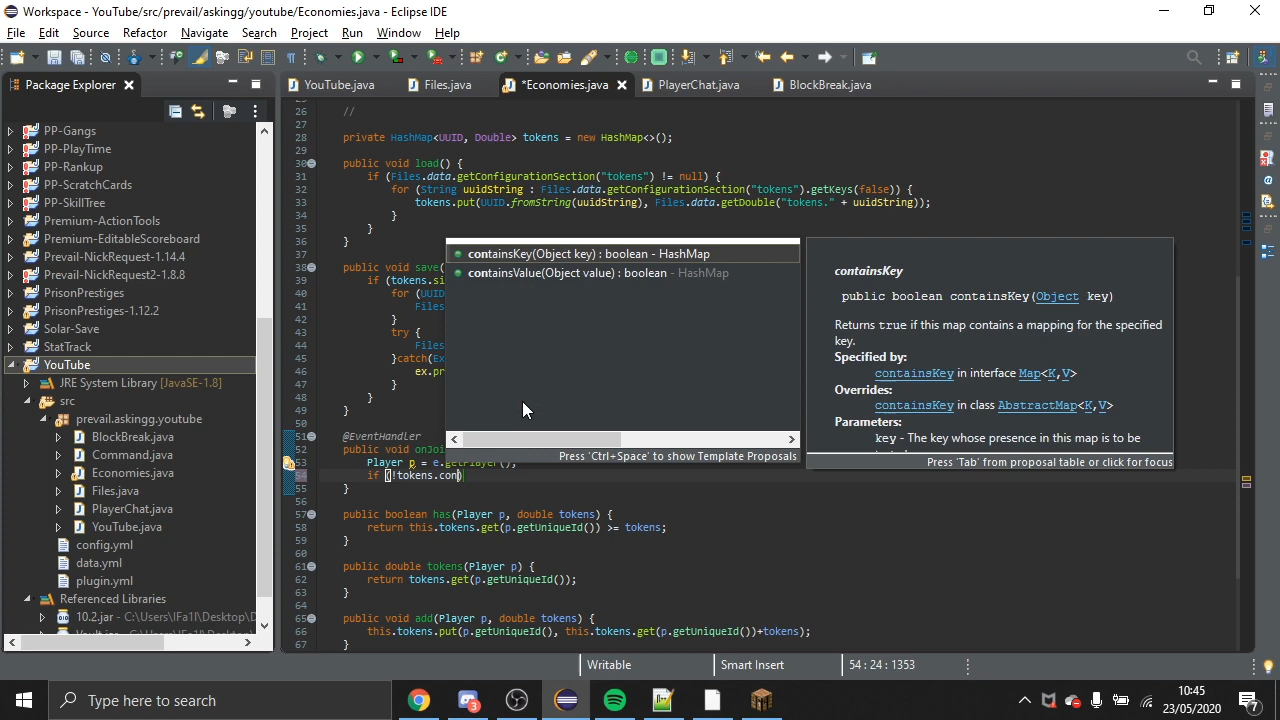 Workspace - YouTube/src/prevail/askingg/youtube/Economies.java - Eclipse IDE
File Edit Source Refactor Navigate Search Project Run Window Help
Package Explorer
YouTube.java Files.java *Economies.java PlayerChat.java BlockBreak.java
PP-Gangs
PP-PlayTime
PP-Rankup
PP-ScratchCards
PP-SkillTree
Premium-ActionTools
Premium-EditableScoreboard
Prevail-NickRequest-1.14.4
Prevail-NickRequest2-1.8.8
PrisonPrestiges
PrisonPrestiges-1.12.2
Solar-Save
StatTrack
YouTube
JRE System Library [JavaSE-1.8]
src
prevail.askingg.youtube
BlockBreak.java
Command.java
Economies.java
Files.java
PlayerChat.java
YouTube.java
config.yml
data.yml
plugin.yml
Referenced Libraries
10.2.jar - C:\Users\IFa1l\Desktop\D
26 //
27
28 private HashMap<UUID, Double> tokens = new HashMap<>();
29
30 public void load() {
31 if (Files.data.getConfigurationSection("tokens") != null) {
32 for (String uuidString : Files.data.getConfigurationSection("tokens").getKeys(false)) {
33 tokens.put(UUID.fromString(uuidString), Files.data.getDouble("tokens." + uuidString));
34 }
35 }
36 }
37
38 public void save(
39 if (tokens.si
40 for (UUID
41 Files
42 }
43 try {
44 Files
45 }catch(Ex
46 ex.pr
47 }
48 }
49 }
50
51 @EventHandler
52 public void onJoi
53 Player p = e.getPlayer();
54 if (!tokens.con)
55 }
56
57 public boolean has(Player p, double tokens) {
58 return this.tokens.get(p.getUniqueId()) >= tokens;
59 }
60
61 public double tokens(Player p) {
62 return tokens.get(p.getUniqueId());
63 }
64
65 public void add(Player p, double tokens) {
66 this.tokens.put(p.getUniqueId(), this.tokens.get(p.getUniqueId())+tokens);
67 }
containsKey(Object key) : boolean - HashMap
containsValue(Object value) : boolean - HashMap
Press 'Ctrl+Space' to show Template Proposals
containsKey
public boolean containsKey(Object key)
Returns true if this map contains a mapping for the specified
key.
Specified by:
containsKey in interface Map<K,V>
Overrides:
containsKey in class AbstractMap<K,V>
Parameters:
key - The key whose presence in this map is to be
Press 'Tab' from proposal table or click for focus
Writable Smart Insert 54 : 24 : 1353
Type here to search
3
10:45
23/05/2020
7